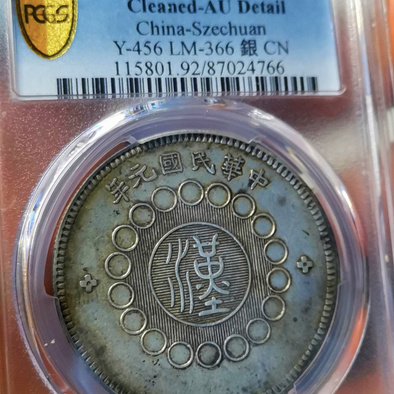 PCGS
Cleaned-AU Detail
China-Szechuan
Y-456 LM-366 銀 CN
115801.92/87024766
年元國民華中
漢